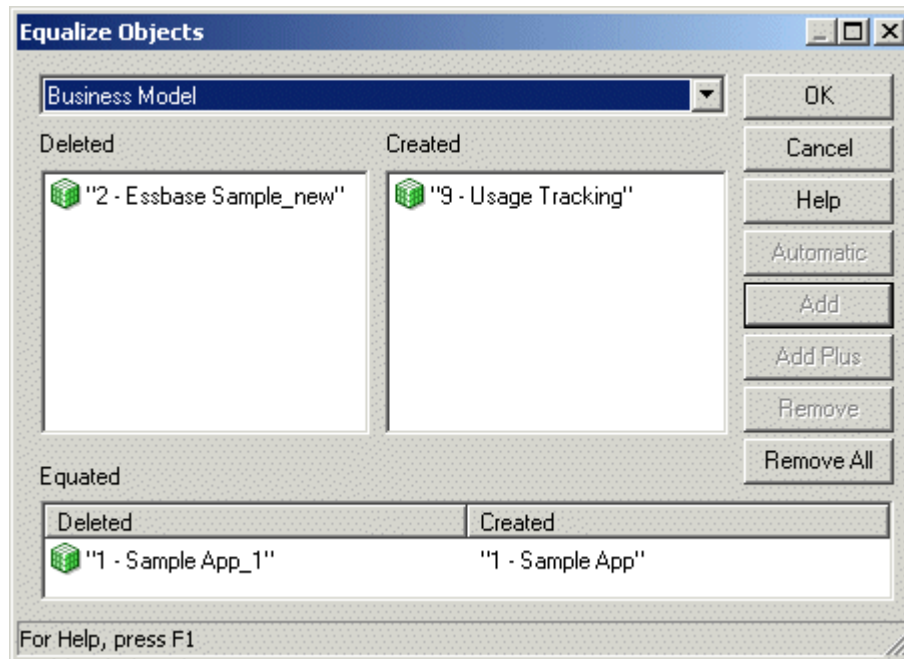 Equalize Objects
Business Model
OK
Deleted Created
Cancel
"2 - Essbase Sample_new" "9 - Usage Tracking"
Help
Automatic
Add
Add Plus
Remove
Remove All
Equated
Deleted Created
"1 - Sample App_1" "1 - Sample App"
For Help, press F1